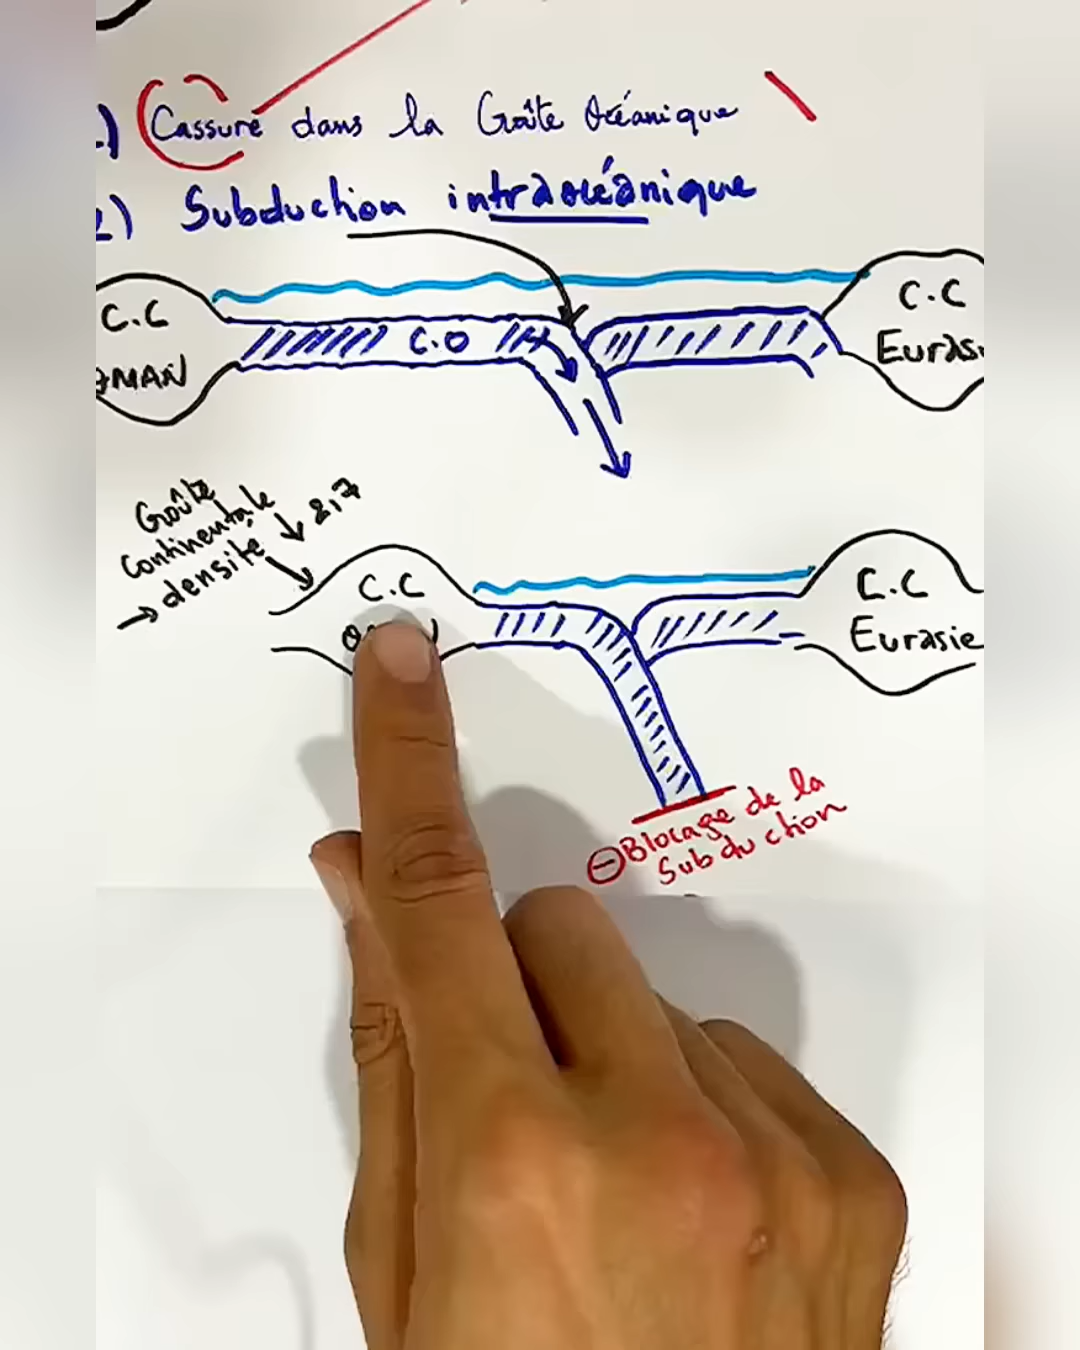 ) Cassure dans la Croûte Océanique
2) Subduction intraocéanique
C.C
OMAN
C.O
C.C
Eurasi
Croûte
Continentale
→ densité ↓ 2,7
C.C
C.C
Eurasie
⊖ Blocage de la
Subduction